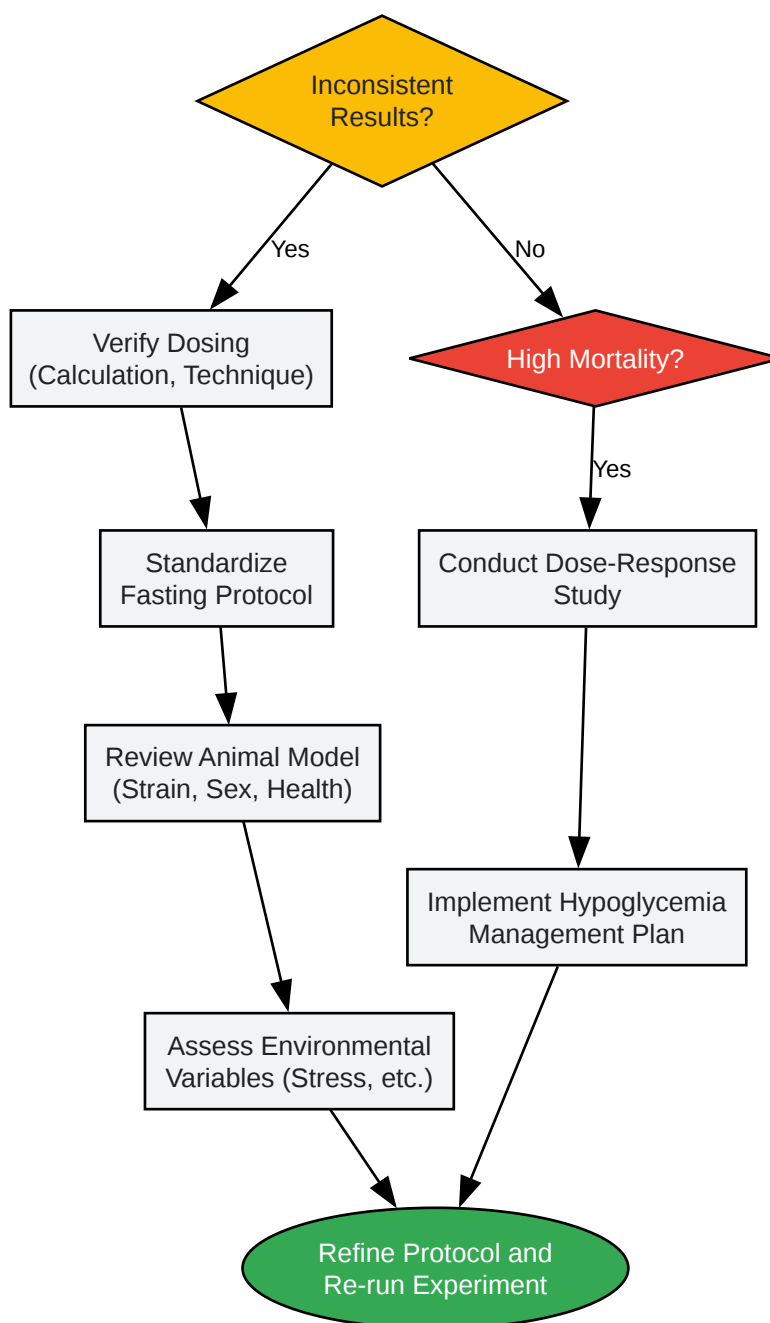 Inconsistent
Results?
Yes
No
Verify Dosing
(Calculation, Technique)
High Mortality?
Yes
Standardize
Fasting Protocol
Conduct Dose-Response
Study
Review Animal Model
(Strain, Sex, Health)
Implement Hypoglycemia
Management Plan
Assess Environmental
Variables (Stress, etc.)
Refine Protocol and
Re-run Experiment